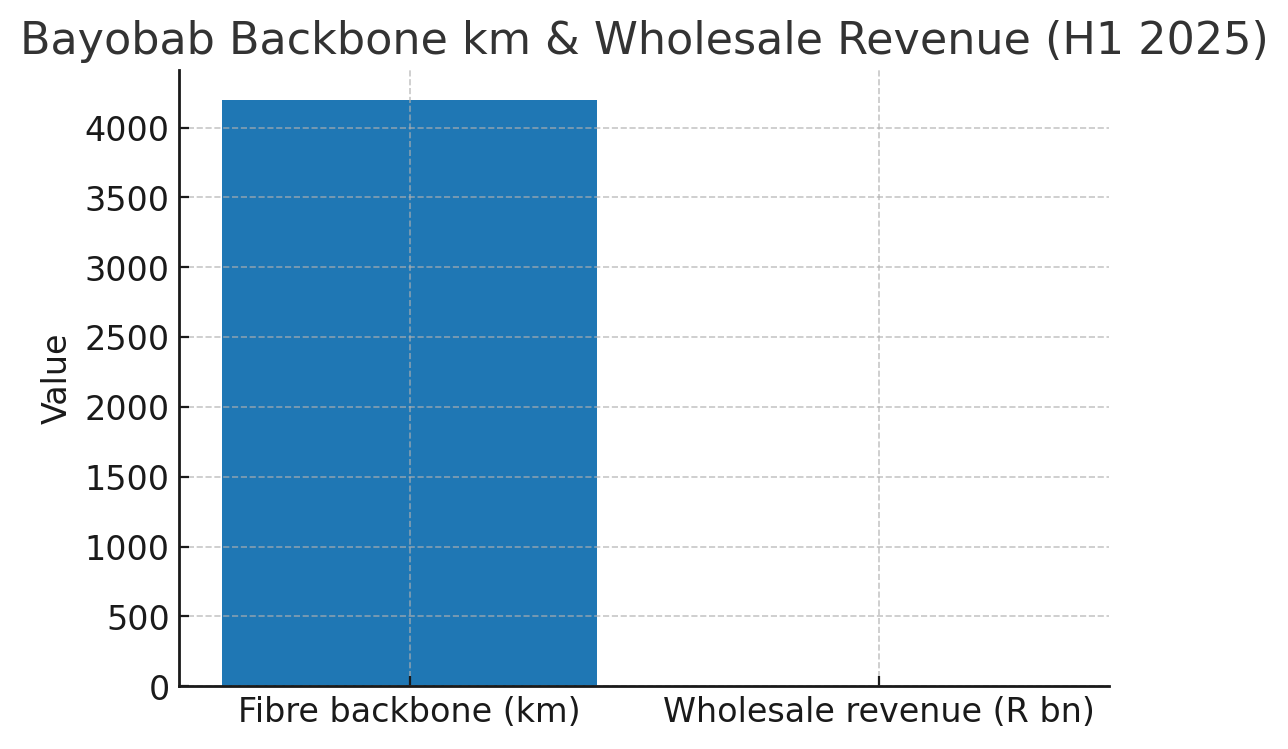 Bayobab Backbone km & Wholesale Revenue (H1 2025)
Value
4000
3500
3000
2500
2000
1500
1000
500
0
Fibre backbone (km)
Wholesale revenue (R bn)